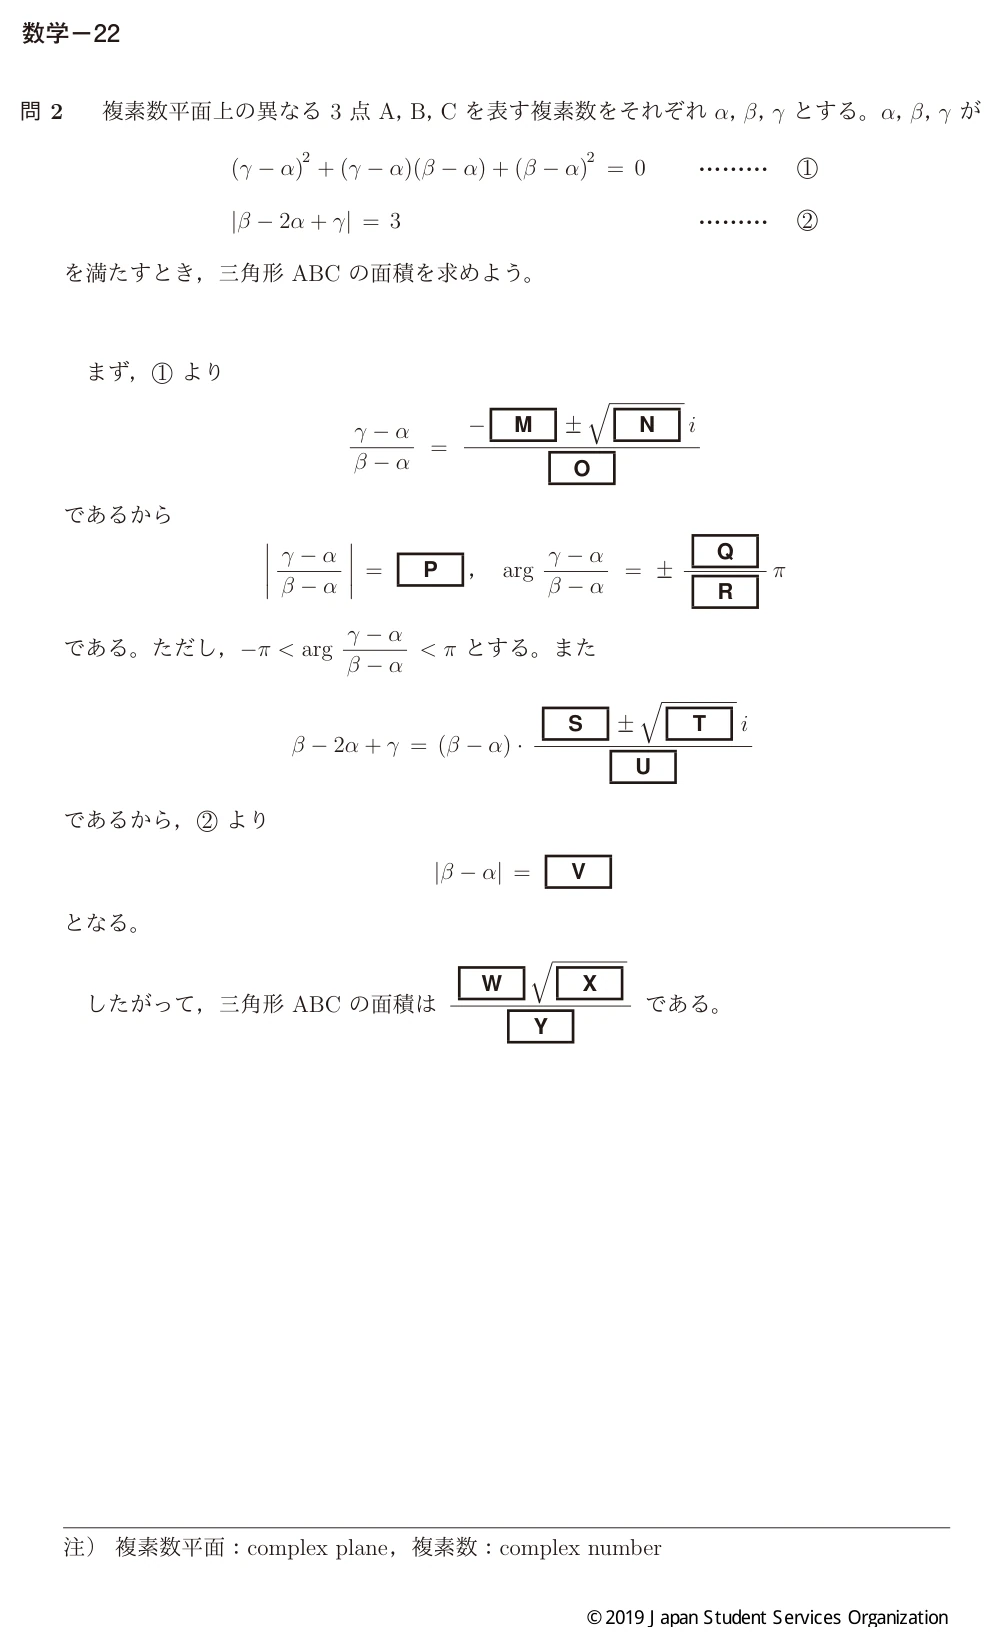 数学－22
問 2 複素数平面上の異なる 3 点 A, B, C を表す複素数をそれぞれ α, β, γ とする。α, β, γ が
(γ − α)² + (γ − α)(β − α) + (β − α)² = 0 ‥‥‥‥‥ ①
|β − 2α + γ| = 3 ‥‥‥‥‥ ②
を満たすとき，三角形 ABC の面積を求めよう。
まず，① より
(γ − α)/(β − α) = (− M ± √N i)/O
であるから
|(γ − α)/(β − α)| = P ， arg (γ − α)/(β − α) = ± Q/R π
である。ただし，−π < arg (γ − α)/(β − α) < π とする。また
β − 2α + γ = (β − α) · (S ± √T i)/U
であるから，② より
|β − α| = V
となる。
したがって，三角形 ABC の面積は W√X/Y である。
注） 複素数平面：complex plane，複素数：complex number
© 2019 Japan Student Services Organization